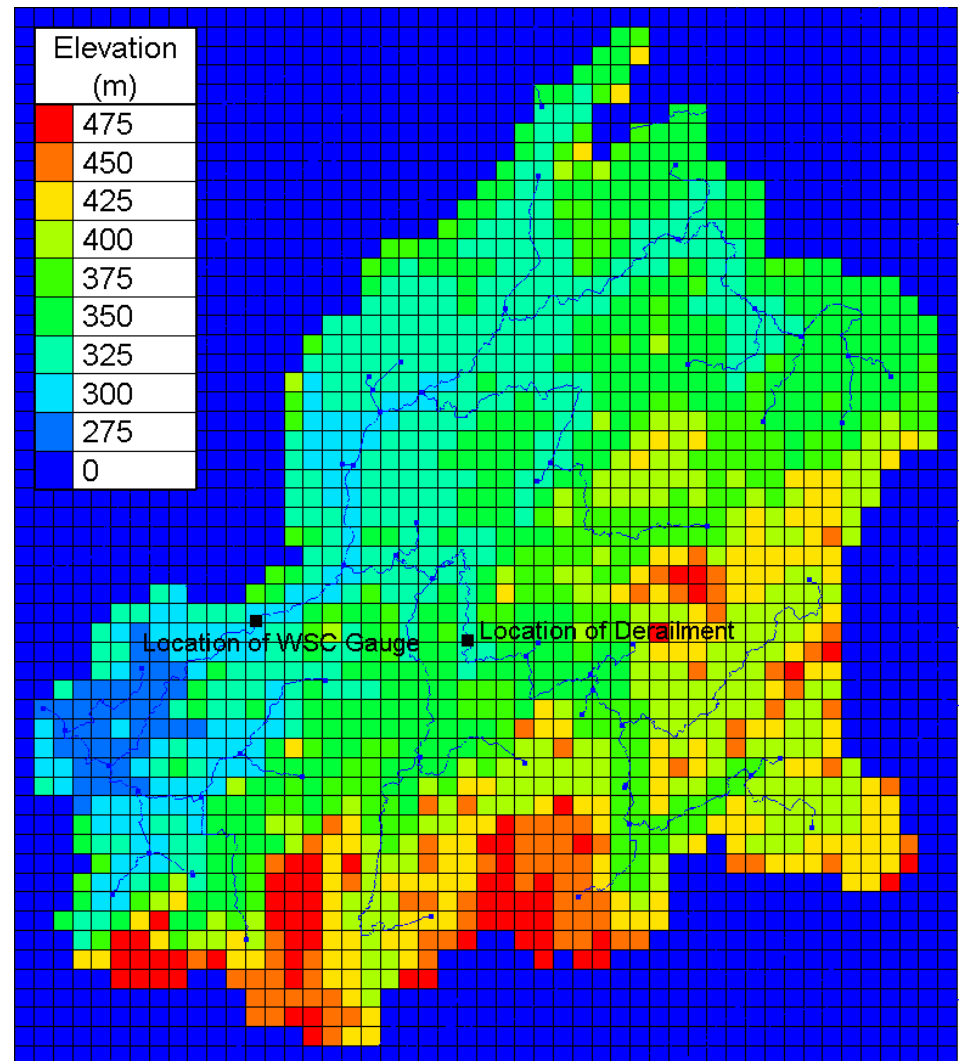 Elevation
(m)
475
450
425
400
375
350
325
300
275
0
Location of WSC Gauge
Location of Derailment